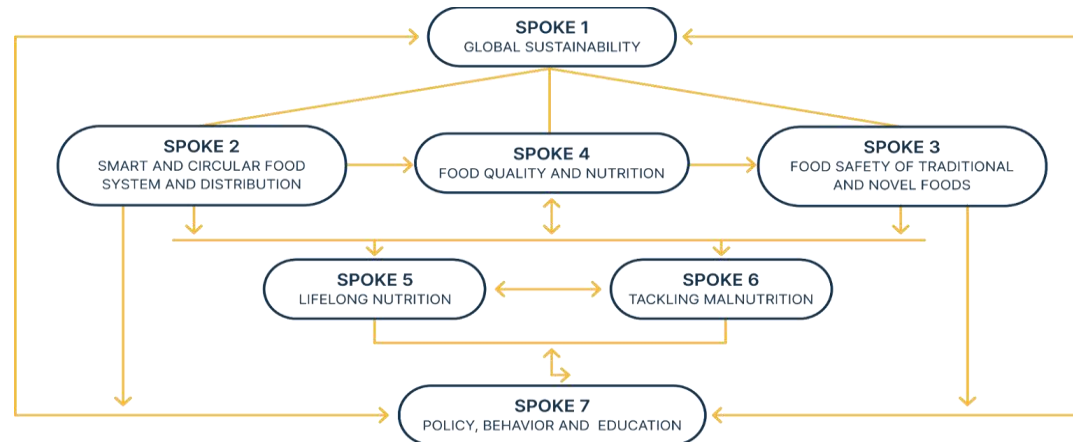 SPOKE 1
GLOBAL SUSTAINABILITY
SPOKE 2
SMART AND CIRCULAR FOOD
SYSTEM AND DISTRIBUTION
SPOKE 4
FOOD QUALITY AND NUTRITION
SPOKE 3
FOOD SAFETY OF TRADITIONAL
AND NOVEL FOODS
SPOKE 5
LIFELONG NUTRITION
SPOKE 6
TACKLING MALNUTRITION
SPOKE 7
POLICY, BEHAVIOR AND EDUCATION